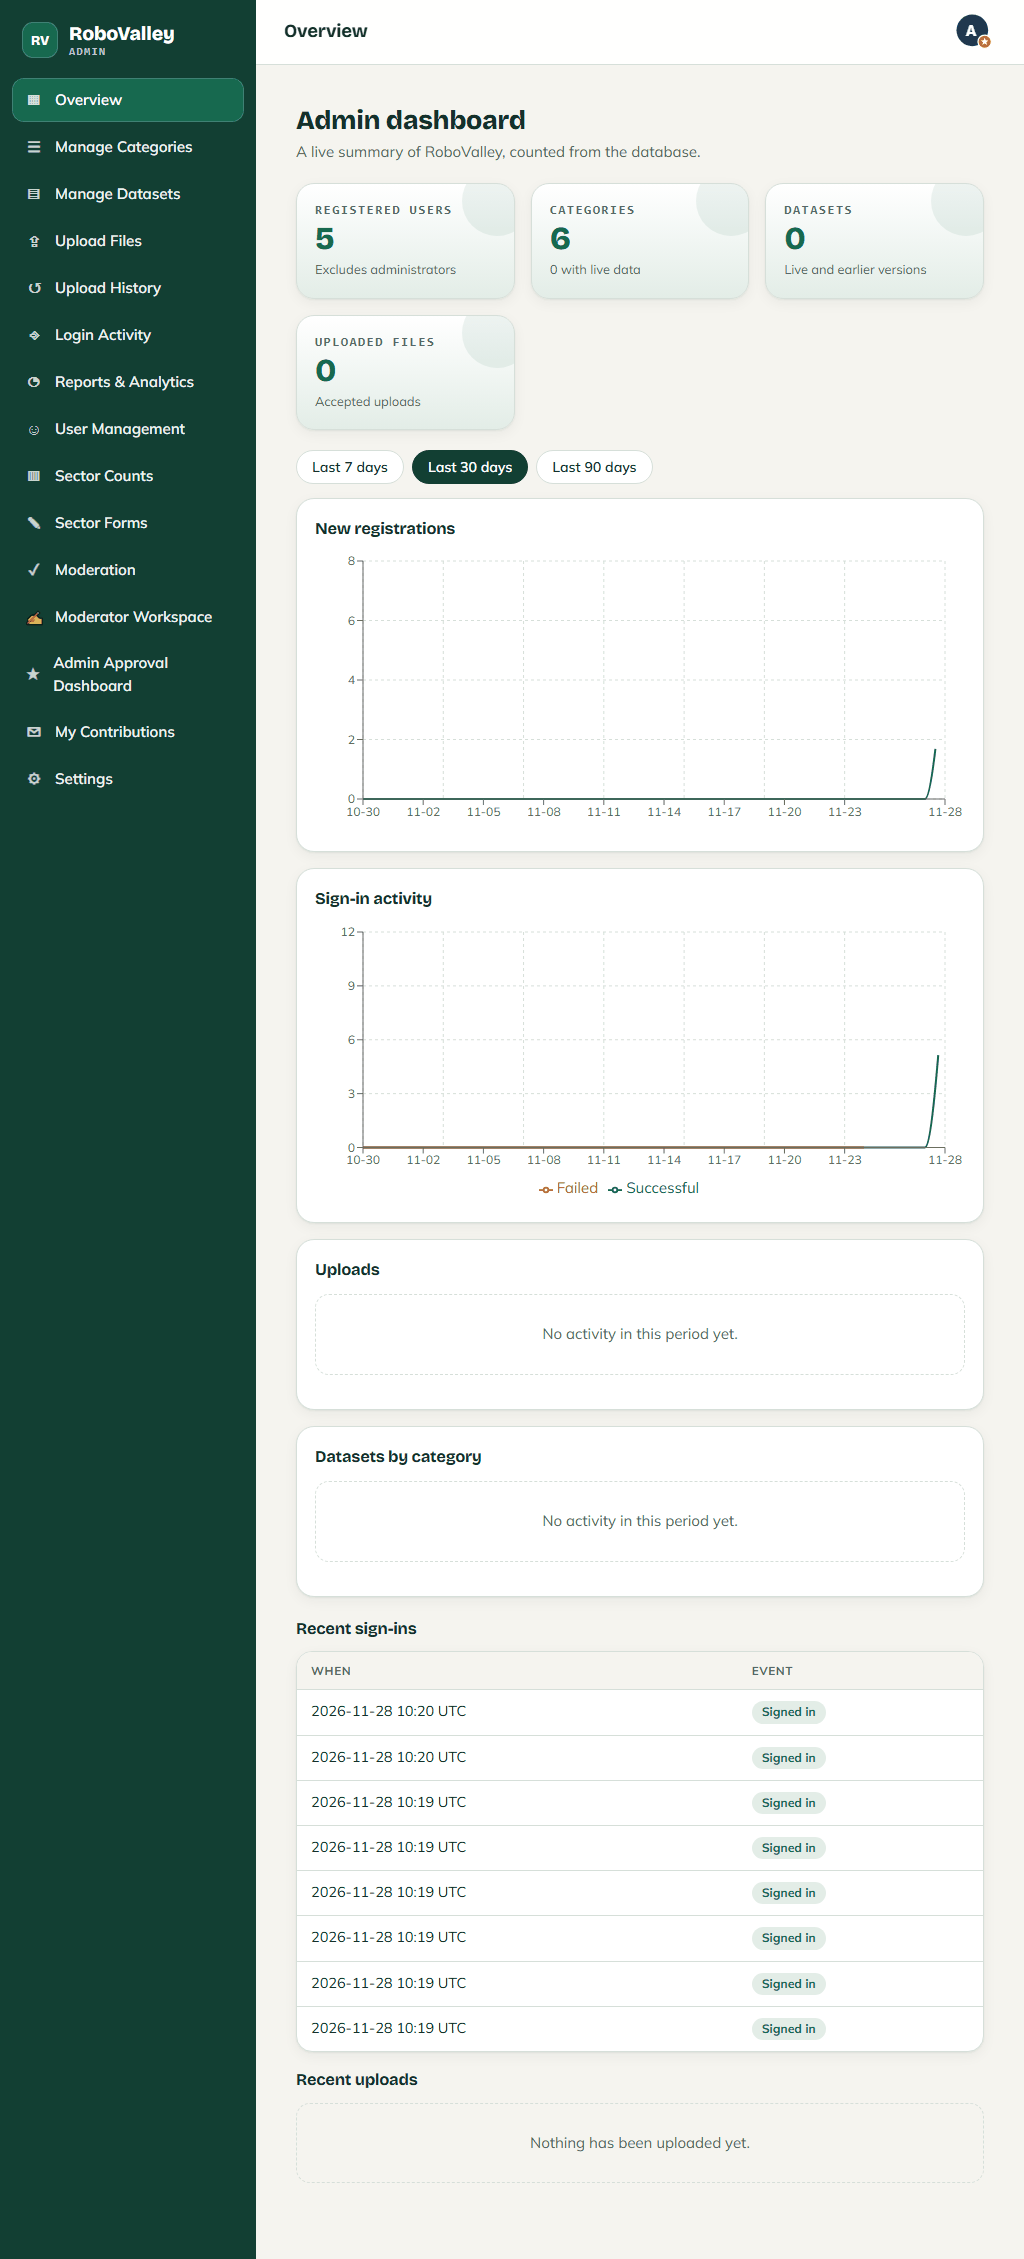 RV
RoboValley
ADMIN
Overview
Manage Categories
Manage Datasets
Upload Files
Upload History
Login Activity
Reports & Analytics
User Management
Sector Counts
Sector Forms
Moderation
Moderator Workspace
Admin Approval
Dashboard
My Contributions
Settings
Overview
A
Admin dashboard
A live summary of RoboValley, counted from the database.
REGISTERED USERS
5
Excludes administrators
CATEGORIES
6
0 with live data
DATASETS
0
Live and earlier versions
UPLOADED FILES
0
Accepted uploads
Last 7 days
Last 30 days
Last 90 days
New registrations
8
6
4
2
0
10-30 11-02 11-05 11-08 11-11 11-14 11-17 11-20 11-23 11-28
Sign-in activity
12
9
6
3
0
10-30 11-02 11-05 11-08 11-11 11-14 11-17 11-20 11-23 11-28
Failed Successful
Uploads
No activity in this period yet.
Datasets by category
No activity in this period yet.
Recent sign-ins
WHEN EVENT
2026-11-28 10:20 UTC Signed in
2026-11-28 10:20 UTC Signed in
2026-11-28 10:19 UTC Signed in
2026-11-28 10:19 UTC Signed in
2026-11-28 10:19 UTC Signed in
2026-11-28 10:19 UTC Signed in
2026-11-28 10:19 UTC Signed in
2026-11-28 10:19 UTC Signed in
Recent uploads
Nothing has been uploaded yet.